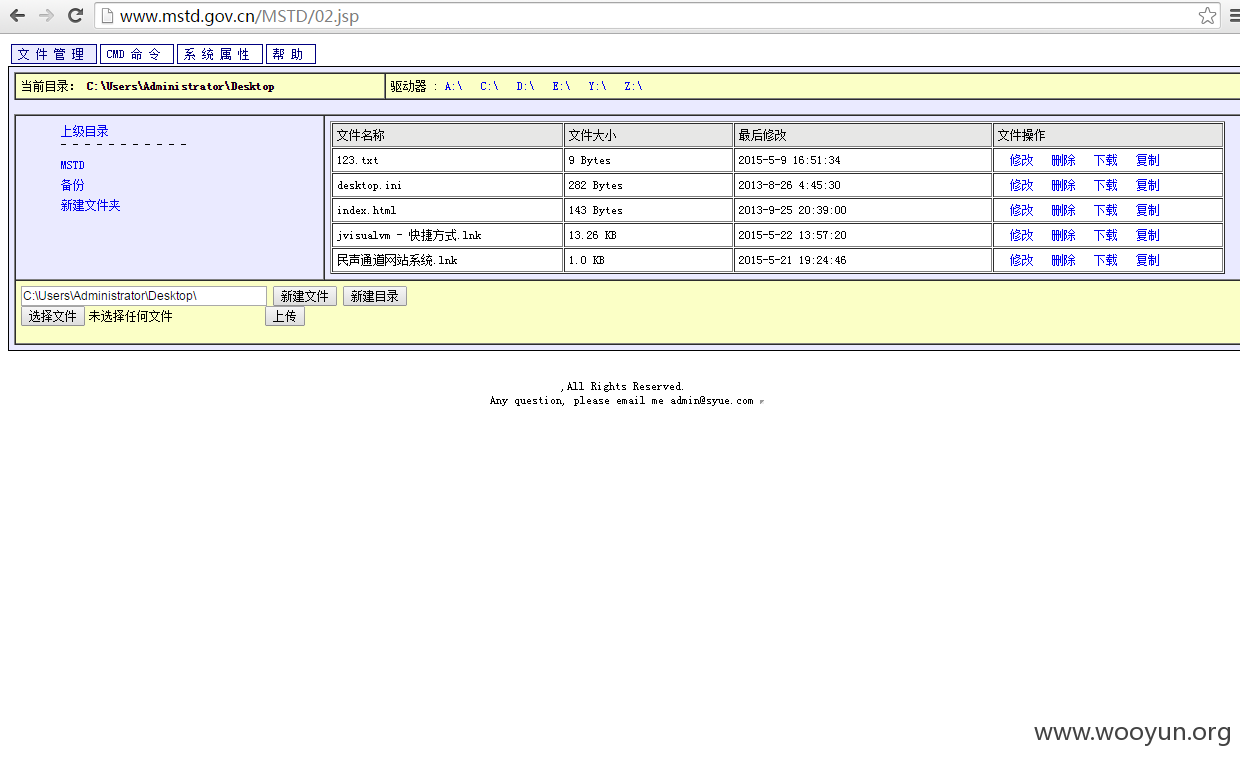 www.mstd.gov.cn/MSTD/02.jsp
文件管理 CMD 命令 系统属性 帮助
当前目录: C:\Users\Administrator\Desktop 驱动器 : A:\ C:\ D:\ E:\ Y:\ Z:\
上级目录
- - - - - - - - - - -
MSTD
备份
新建文件夹
文件名称 文件大小 最后修改 文件操作
123.txt 9 Bytes 2015-5-9 16:51:34 修改 删除 下载 复制
desktop.ini 282 Bytes 2013-8-26 4:45:30 修改 删除 下载 复制
index.html 143 Bytes 2013-9-25 20:39:00 修改 删除 下载 复制
jvisualvm - 快捷方式.lnk 13.26 KB 2015-5-22 13:57:20 修改 删除 下载 复制
民声通道网站系统.lnk 1.0 KB 2015-5-21 19:24:46 修改 删除 下载 复制
C:\Users\Administrator\Desktop\ 新建文件 新建目录
选择文件 未选择任何文件 上传
,All Rights Reserved.
Any question, please email me admin@syue.com
www.wooyun.org